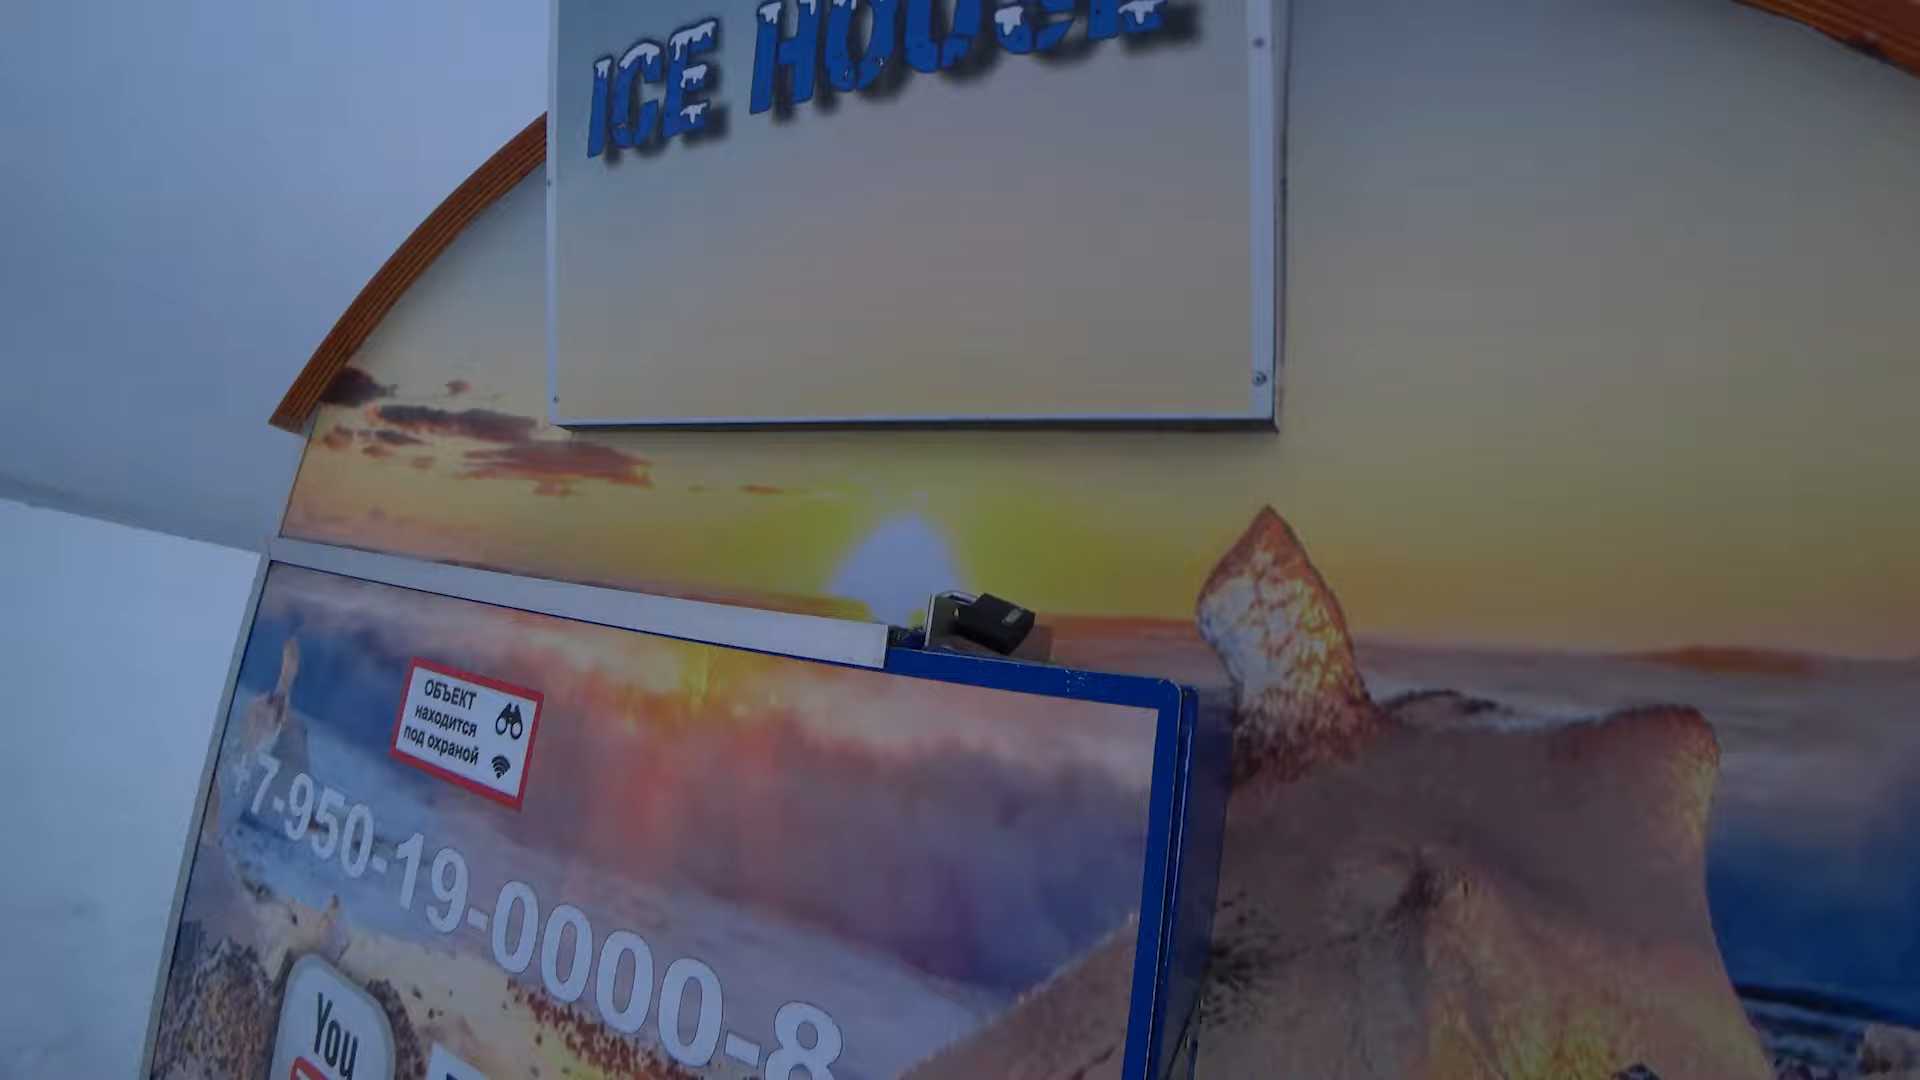 ICE HOUSE
ОБЪЕКТ
находится
под охраной
+7-950-19-0000-8
You